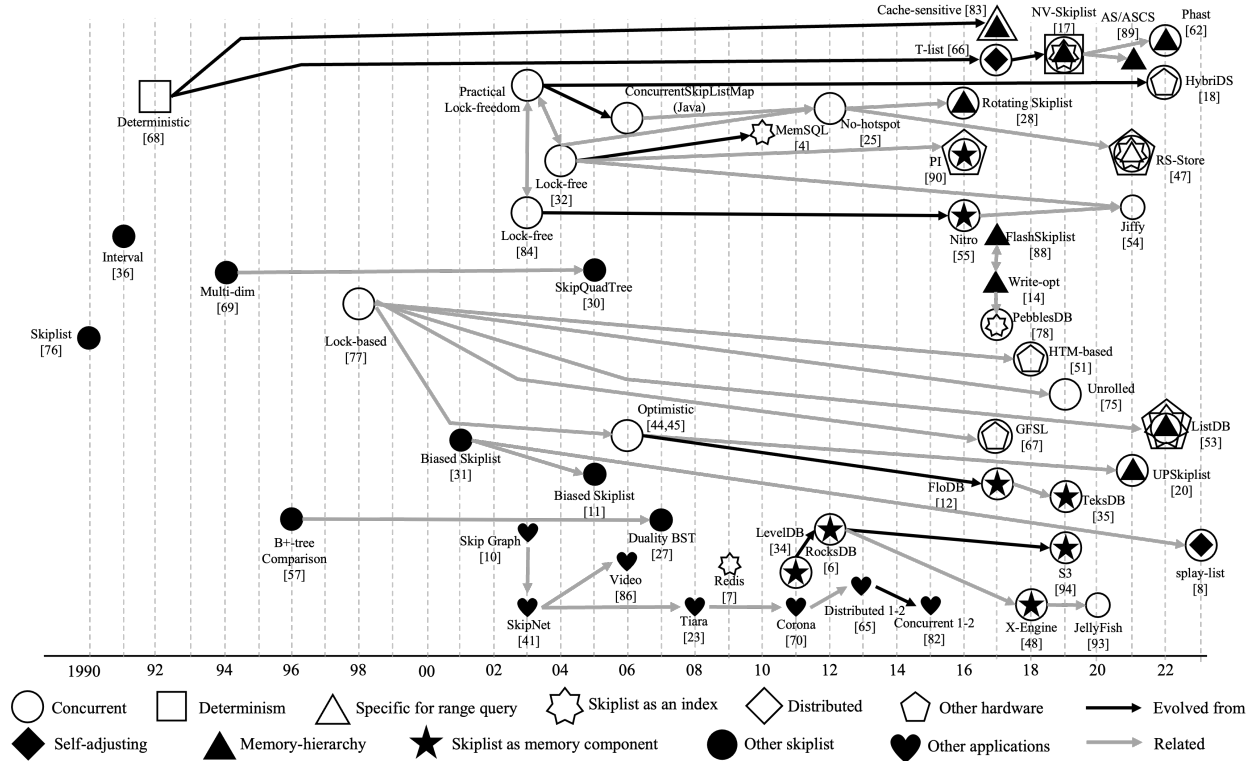 Cache-sensitive [83]
NV-Skiplist
[17]
AS/ASCS
[89]
Phast
[62]
T-list [66]
Deterministic
[68]
Practical
Lock-freedom
ConcurrentSkipListMap
(Java)
HybriDS
[18]
No-hotspot
[25]
Rotating Skiplist
[28]
MemSQL
[4]
PI
[90]
RS-Store
[47]
Lock-free
[32]
Lock-free
[84]
Nitro
[55]
Jiffy
[54]
Interval
[36]
FlashSkiplist
[88]
Multi-dim
[69]
SkipQuadTree
[30]
Write-opt
[14]
Skiplist
[76]
Lock-based
[77]
PebblesDB
[78]
HTM-based
[51]
Unrolled
[75]
Optimistic
[44,45]
GFSL
[67]
ListDB
[53]
Biased Skiplist
[31]
Biased Skiplist
[11]
FloDB
[12]
TeksDB
[35]
UPSkiplist
[20]
B+-tree
Comparison
[57]
Skip Graph
[10]
Duality BST
[27]
LevelDB
[34]
RocksDB
[6]
S3
[94]
splay-list
[8]
Video
[86]
Redis
[7]
SkipNet
[41]
Tiara
[23]
Corona
[70]
Distributed 1-2
[65]
Concurrent 1-2
[82]
X-Engine
[48]
JellyFish
[93]
1990 92 94 96 98 00 02 04 06 08 10 12 14 16 18 20 22
Concurrent Determinism Specific for range query Skiplist as an index Distributed Other hardware Evolved from
Self-adjusting Memory-hierarchy Skiplist as memory component Other skiplist Other applications Related